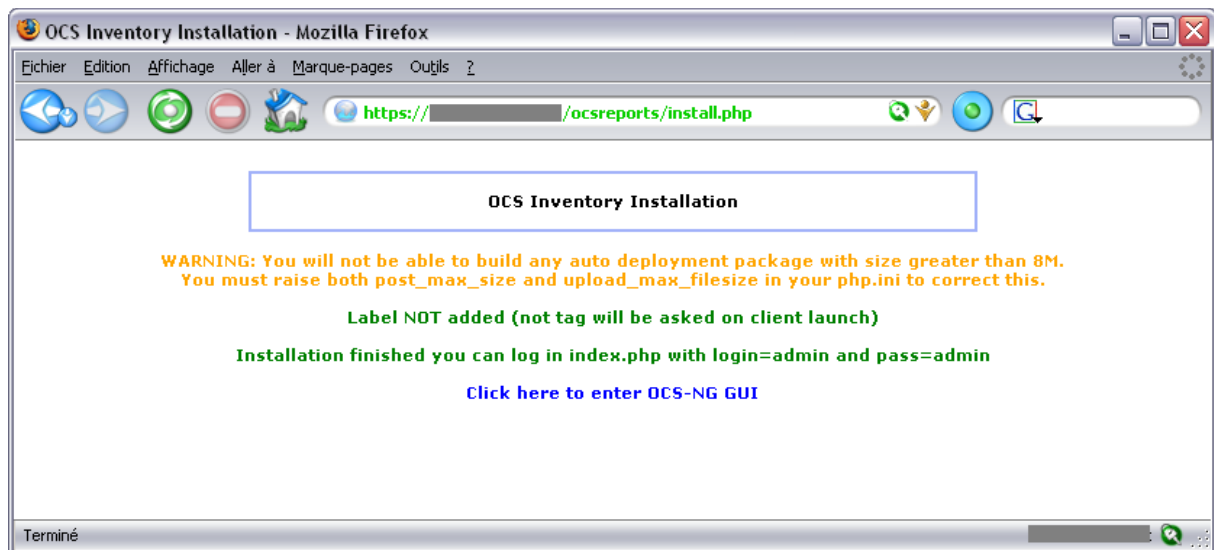 OCS Inventory Installation - Mozilla Firefox
Fichier Edition Affichage Aller à Marque-pages Outils ?
https:// /ocsreports/install.php
G
OCS Inventory Installation
WARNING: You will not be able to build any auto deployment package with size greater than 8M.
You must raise both post_max_size and upload_max_filesize in your php.ini to correct this.
Label NOT added (not tag will be asked on client launch)
Installation finished you can log in index.php with login=admin and pass=admin
Click here to enter OCS-NG GUI
Terminé